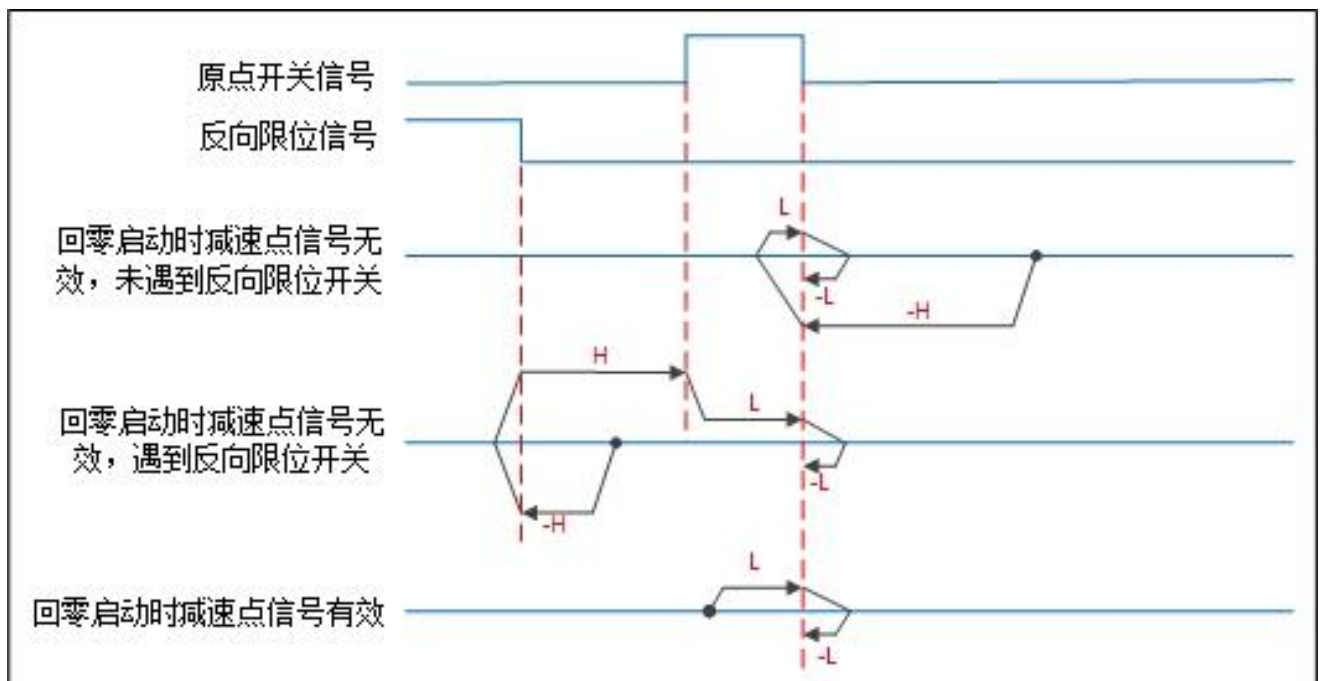 原点开关信号
反向限位信号
回零启动时减速点信号无
效，未遇到反向限位开关
L
-L
-H
H
回零启动时减速点信号无
效，遇到反向限位开关
L
-L
-H
L
回零启动时减速点信号有效
-L